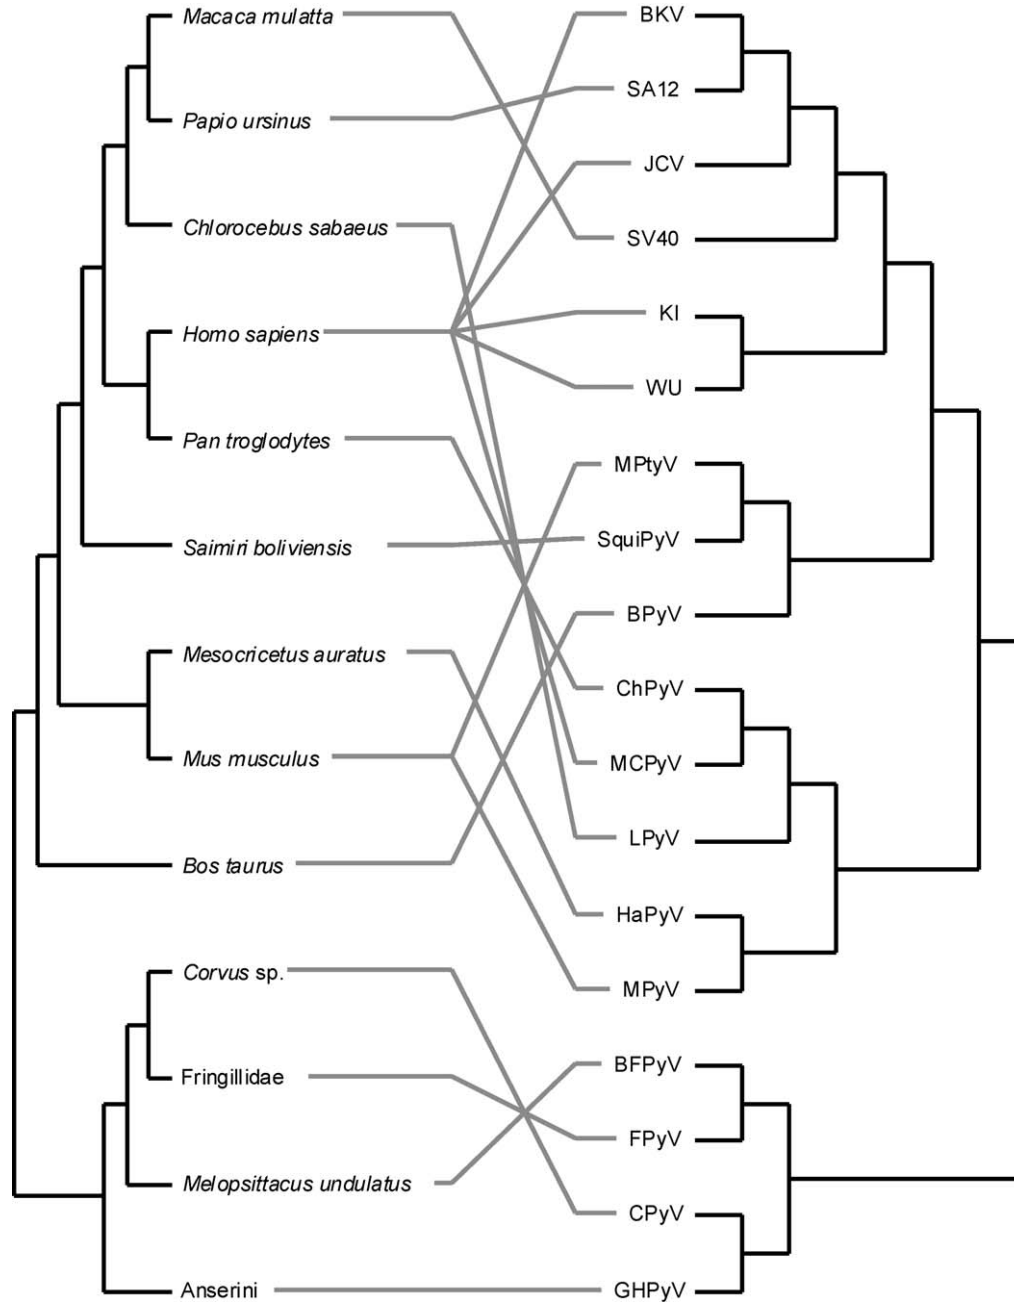 Macaca mulatta
Papio ursinus
Chlorocebus sabaeus
Homo sapiens
Pan troglodytes
Saimiri boliviensis
Mesocricetus auratus
Mus musculus
Bos taurus
Corvus sp.
Fringillidae
Melopsittacus undulatus
Anserini
BKV
SA12
JCV
SV40
KI
WU
MPtyV
SquiPyV
BPyV
ChPyV
MCPyV
LPyV
HaPyV
MPyV
BFPyV
FPyV
CPyV
GHPyV